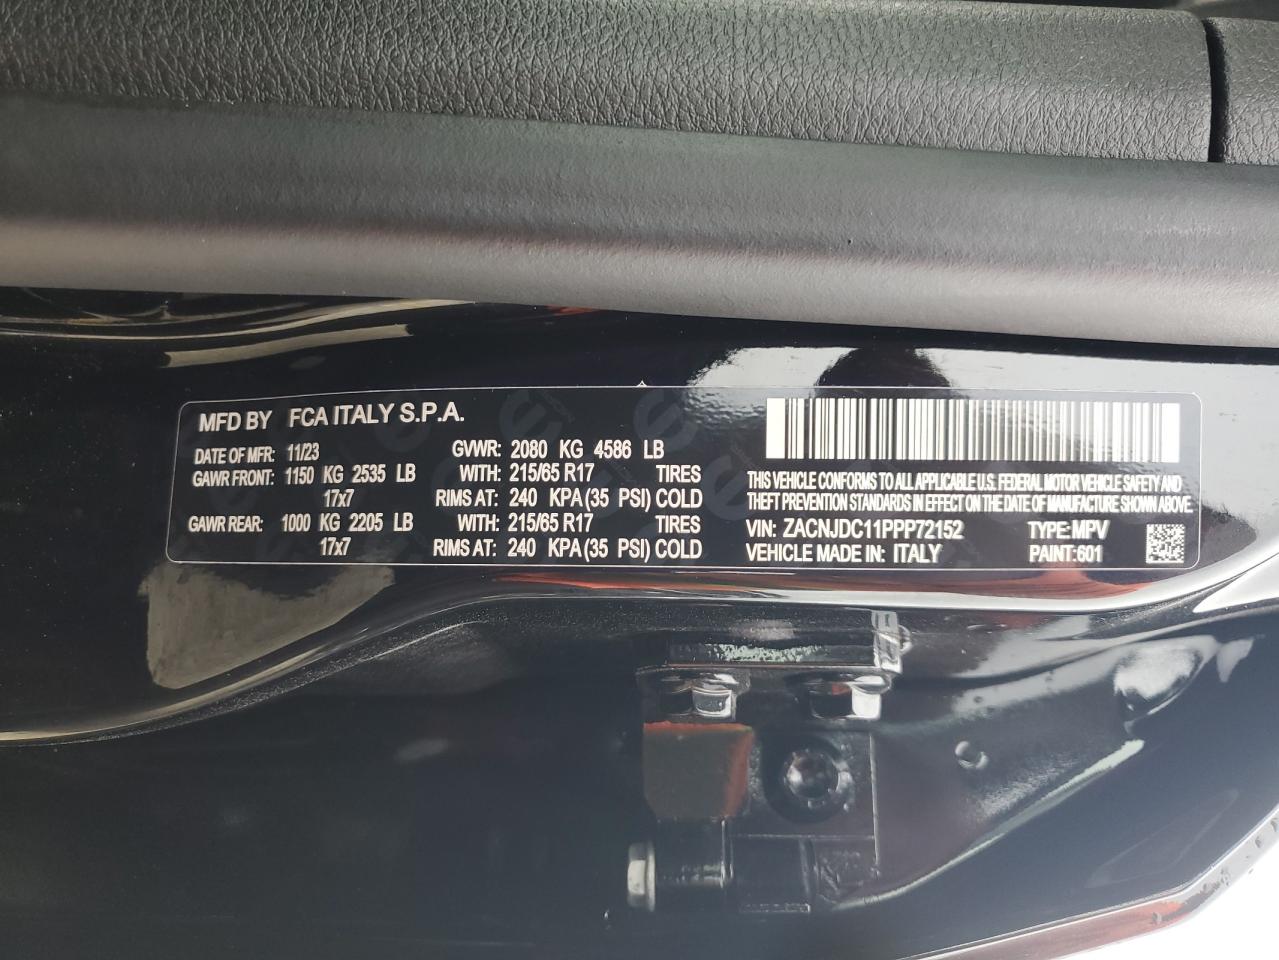 MFD BY FCA ITALY S.P.A.
DATE OF MFR: 11/23 GVWR: 2080 KG 4586 LB
GAWR FRONT: 1150 KG 2535 LB WITH: 215/65 R17 TIRES
17x7 RIMS AT: 240 KPA(35 PSI) COLD
GAWR REAR: 1000 KG 2205 LB WITH: 215/65 R17 TIRES
17x7 RIMS AT: 240 KPA(35 PSI) COLD
THIS VEHICLE CONFORMS TO ALL APPLICABLE U.S. FEDERAL MOTOR VEHICLE SAFETY AND
THEFT PREVENTION STANDARDS IN EFFECT ON THE DATE OF MANUFACTURE SHOWN ABOVE.
VIN: ZACNJDC11PPP72152 TYPE:MPV
VEHICLE MADE IN: ITALY PAINT:601